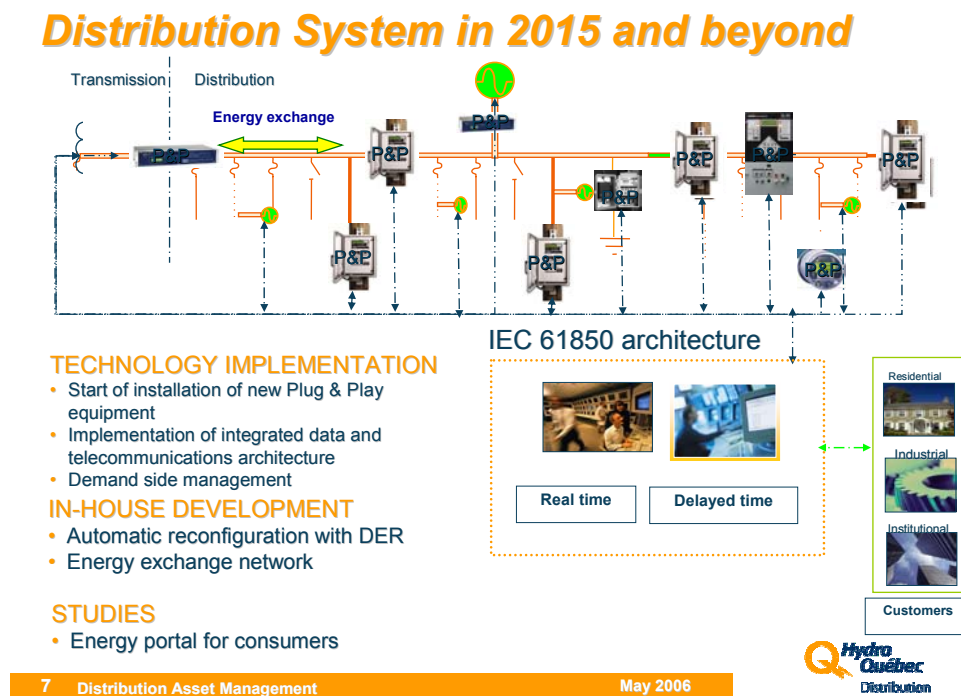 Distribution System in 2015 and beyond
Transmission
Distribution
Energy exchange
P&P
P&P
P&P
P&P
P&P
P&P
P&P
P&P
P&P
P&P
P&P
IEC 61850 architecture
TECHNOLOGY IMPLEMENTATION
• Start of installation of new Plug & Play
equipment
• Implementation of integrated data and
telecommunications architecture
• Demand side management
IN-HOUSE DEVELOPMENT
• Automatic reconfiguration with DER
• Energy exchange network
STUDIES
• Energy portal for consumers
Real time
Delayed time
Residential
Industrial
Institutional
Customers
7 Distribution Asset Management
May 2006
Hydro
Québec
Distribution